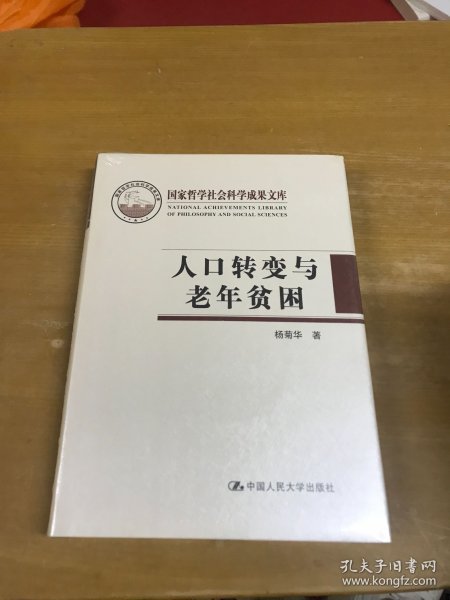 国家哲学社会科学成果文库
NATIONAL ACHIEVEMENTS LIBRARY
OF PHILOSOPHY AND SOCIAL SCIENCES
人口转变与
老年贫困
杨菊华 著
中国人民大学出版社
孔夫子旧书网
www.kongfz.com